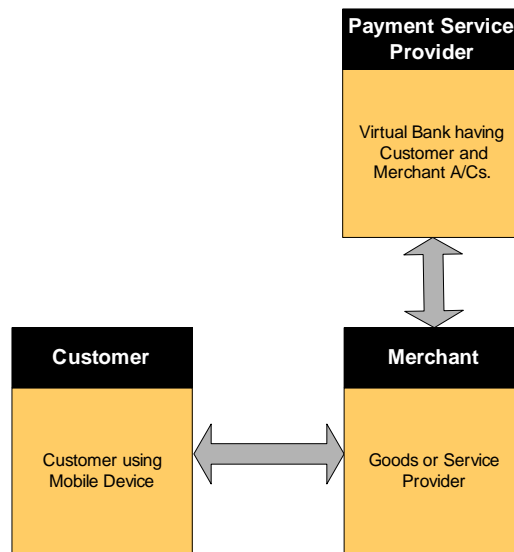 Payment Service
Provider
Virtual Bank having
Customer and
Merchant A/Cs.
Customer
Customer using
Mobile Device
Merchant
Goods or Service
Provider